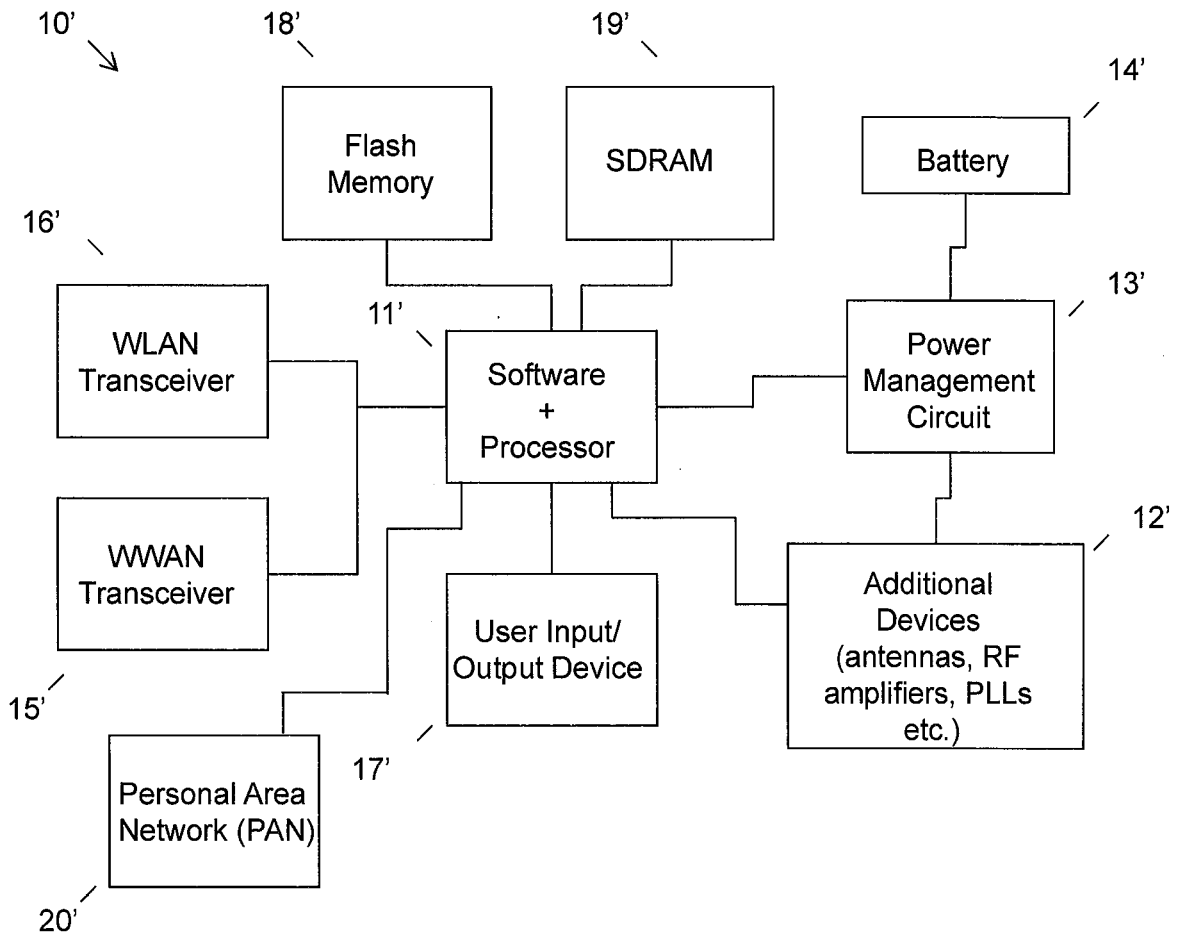 10’
18’
19’
14’
Flash
Memory
SDRAM
Battery
16’
13’
11’
WLAN
Transceiver
Software
+
Processor
Power
Management
Circuit
12’
WWAN
Transceiver
User Input/
Output Device
Additional
Devices
(antennas, RF
amplifiers, PLLs
etc.)
15’
17’
Personal Area
Network (PAN)
20’